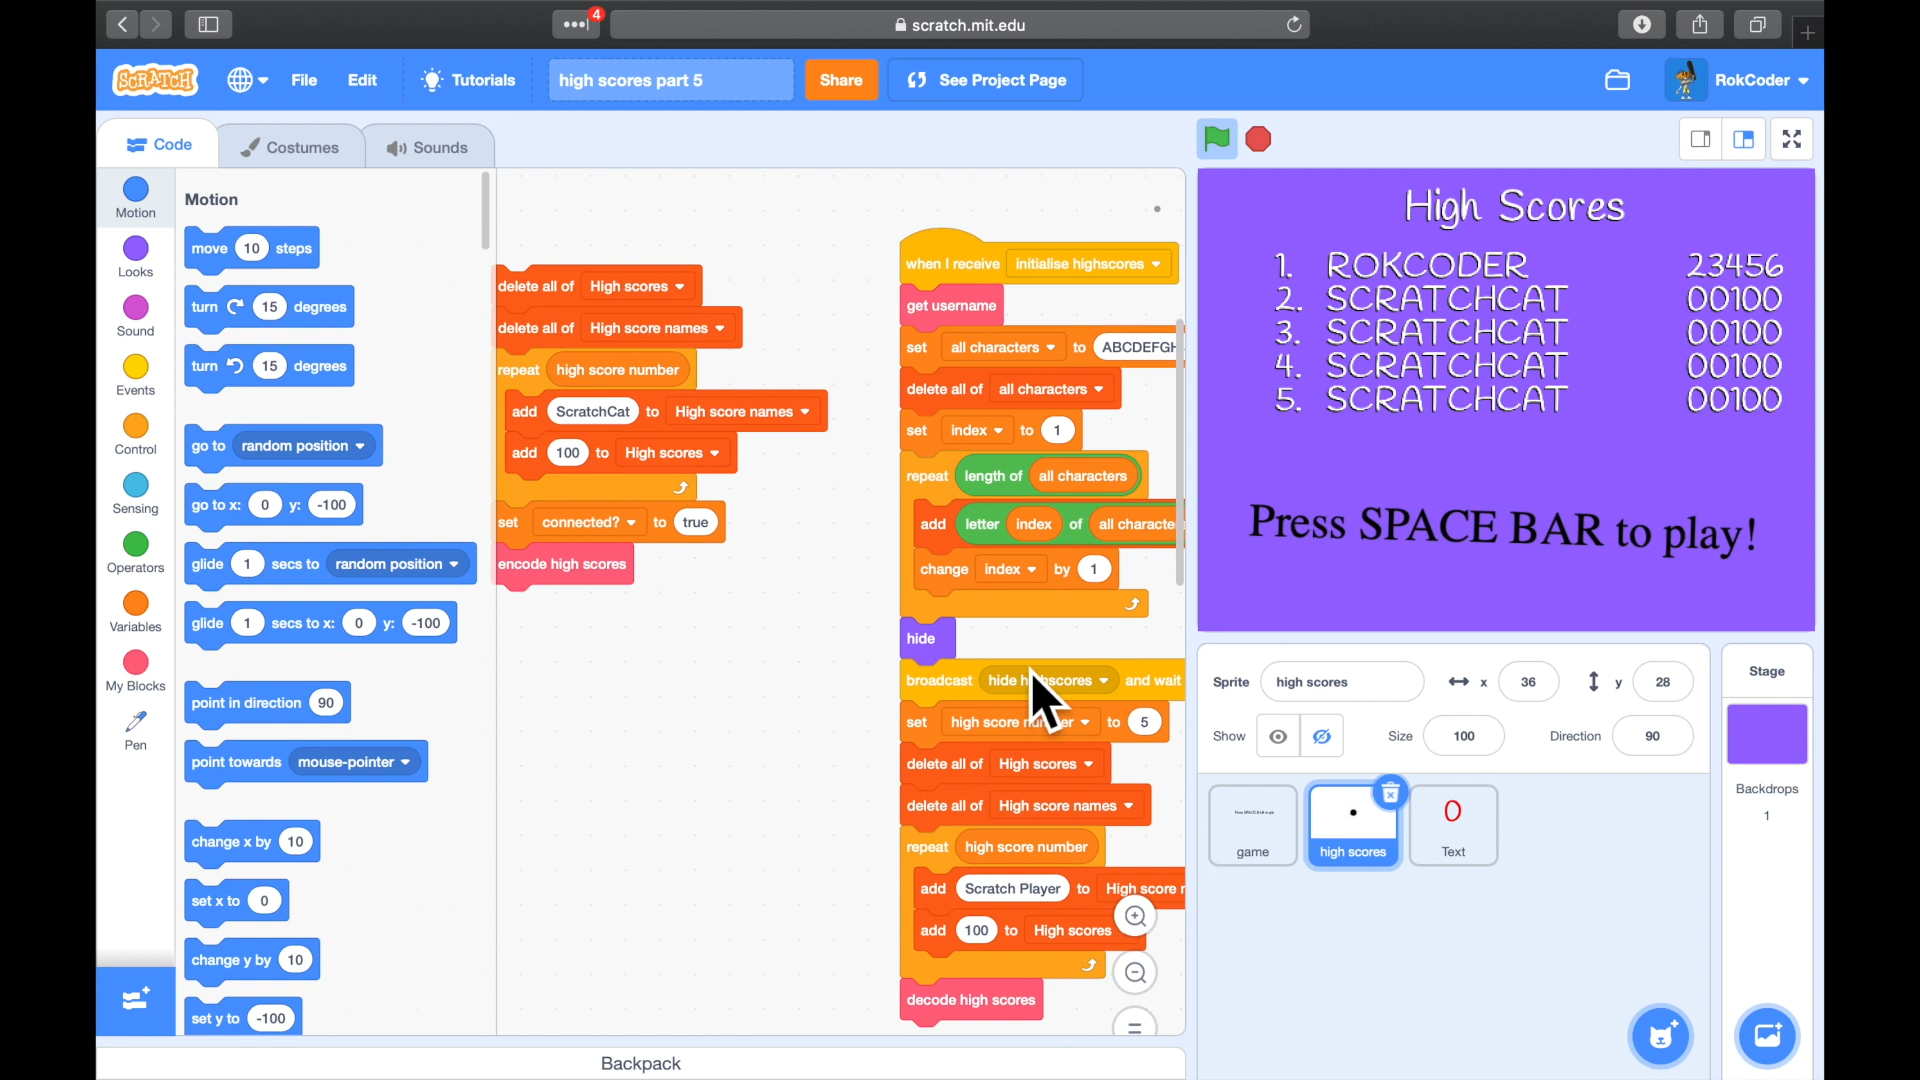 4
scratch.mit.edu
SCRATCH
File
Edit
Tutorials
high scores part 5
Share
See Project Page
RokCoder
Code
Costumes
Sounds
Motion
Looks
Sound
Events
Control
Sensing
Operators
Variables
My Blocks
Pen
Motion
move 10 steps
turn 15 degrees
turn 15 degrees
go to random position
go to x: 0 y: -100
glide 1 secs to random position
glide 1 secs to x: 0 y: -100
point in direction 90
point towards mouse-pointer
change x by 10
set x to 0
change y by 10
set y to -100
delete all of High scores
delete all of High score names
repeat high score number
add ScratchCat to High score names
add 100 to High scores
set connected? to true
encode high scores
when I receive initialise highscores
get username
set all characters to ABCDEFGH
delete all of all characters
set index to 1
repeat length of all characters
add letter index of all characte
change index by 1
hide
broadcast and wait
set high score to 5
delete all of High scores
delete all of High score names
repeat high score number
add Scratch Player to High score
add 100 to High scores
decode high scores
Backpack
High Scores
1. ROKCODER 23456
2. SCRATCHCAT 00100
3. SCRATCHCAT 00100
4. SCRATCHCAT 00100
5. SCRATCHCAT 00100
Press SPACE BAR to play!
Sprite high scores x 36 y 28
Show Size 100 Direction 90
game
high scores
0
Text
Stage
Backdrops
1